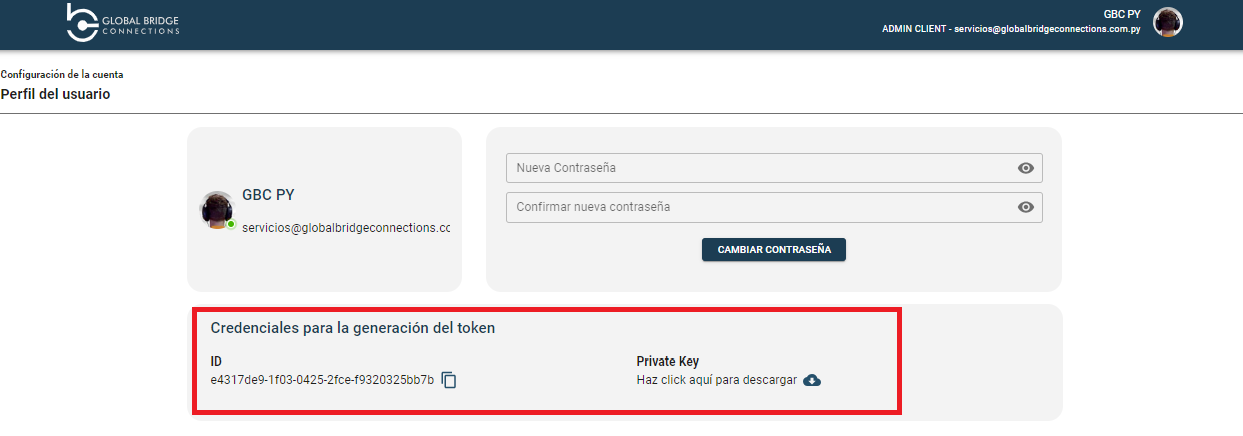 GLOBAL BRIDGE
CONNECTIONS
GBC PY
ADMIN CLIENT - servicios@globalbridgeconnections.com.py
Configuración de la cuenta
Perfil del usuario
GBC PY
servicios@globalbridgeconnections.cc
Nueva Contraseña
Confirmar nueva contraseña
CAMBIAR CONTRASEÑA
Credenciales para la generación del token
ID
e4317de9-1f03-0425-2fce-f9320325bb7b
Private Key
Haz click aquí para descargar